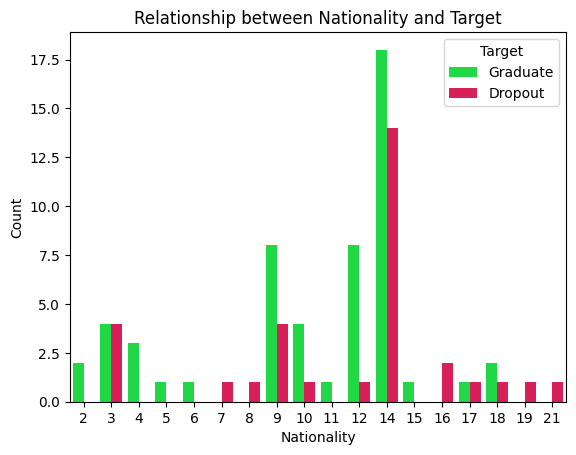 Relationship between Nationality and Target
Target
Graduate
Dropout
17.5
15.0
12.5
10.0
7.5
5.0
2.5
0.0
Count
2 3 4 5 6 7 8 9 10 11 12 14 15 16 17 18 19 21
Nationality